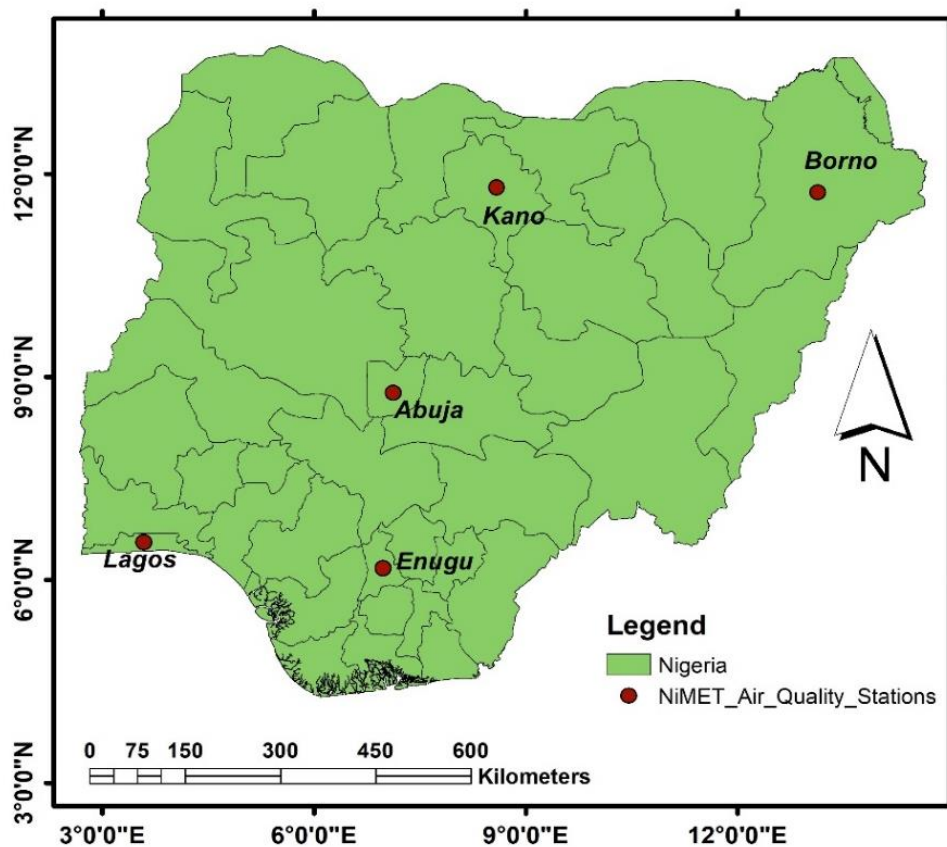 12°0'0"N
9°0'0"N
6°0'0"N
3°0'0"N
Borno
Kano
Abuja
Lagos
Enugu
N
Legend
Nigeria
NiMET_Air_Quality_Stations
0 75 150 300 450 600
Kilometers
3°0'0"E 6°0'0"E 9°0'0"E 12°0'0"E